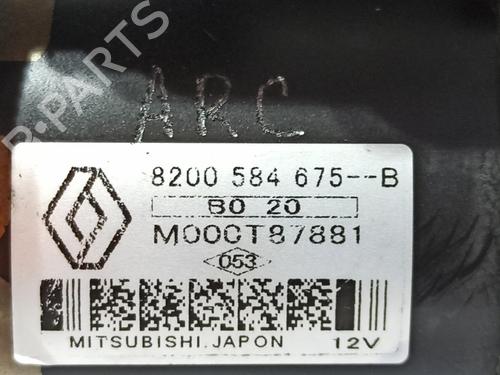 ARC
8200 584 675--B
B0 20
M000T87881
053
MITSUBISHI.JAPON 12V
B-PARTS